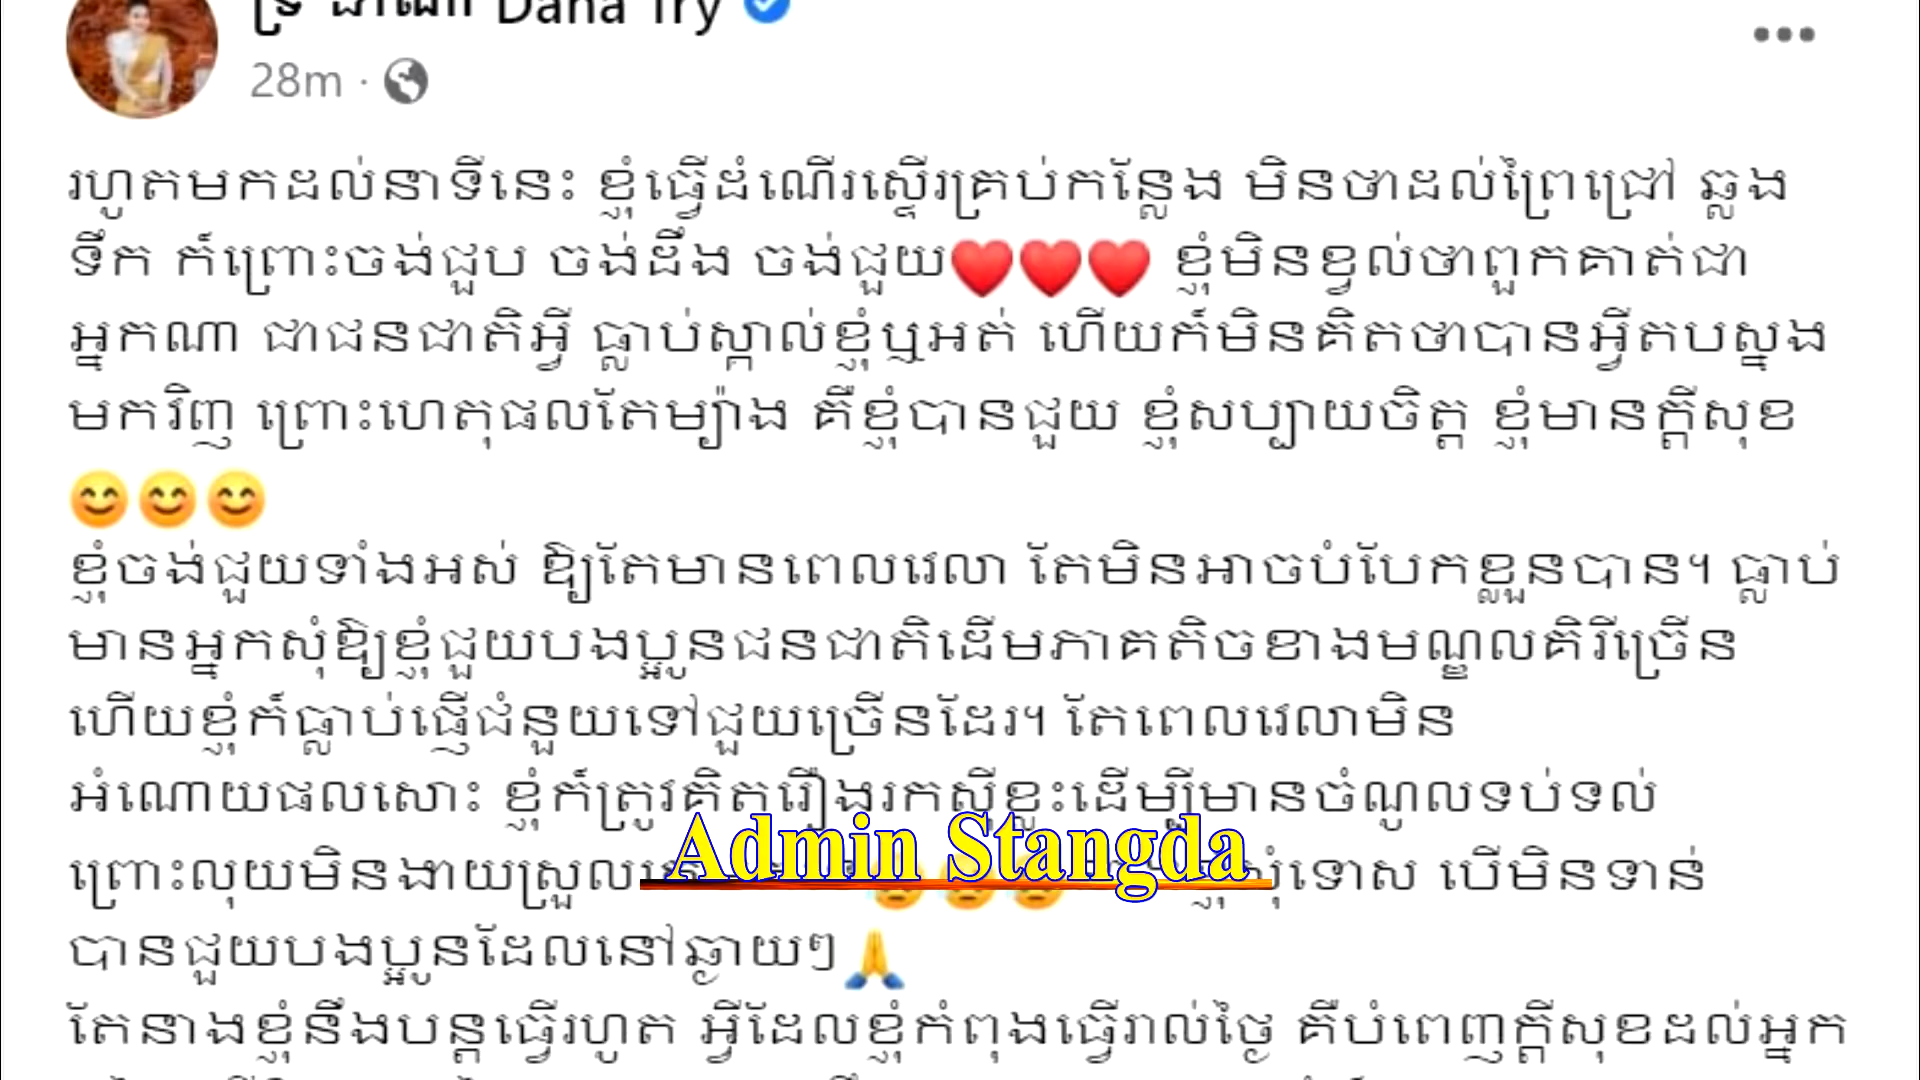 ទ្រី ដាណា Dana Try
28m ·
រហូតមកដល់នាទីនេះ ខ្ញុំធ្វើដំណើរស្ទើរគ្រប់កន្លែង មិនថាដល់ព្រៃជ្រៅ ឆ្លង
ទឹក ក៏ព្រោះចង់ជួប ចង់ដឹង ចង់ជួយ❤️❤️❤️ ខ្ញុំមិនខ្វល់ថាពួកគាត់ជា
អ្នកណា ជាជនជាតិអ្វី ធ្លាប់ស្គាល់ខ្ញុំឬអត់ ហើយក៏មិនគិតថាបានអ្វីតបស្នង
មកវិញ ព្រោះហេតុផលតែម្យ៉ាង គឺខ្ញុំបានជួយ ខ្ញុំសប្បាយចិត្ត ខ្ញុំមានក្ដីសុខ
😊😊😊
ខ្ញុំចង់ជួយទាំងអស់ ឱ្យតែមានពេលវេលា តែមិនអាចបំបែកខ្លួនបាន។ ធ្លាប់
មានអ្នកសុំឱ្យខ្ញុំជួយបងប្អូនជនជាតិដើមភាគតិចខាងមណ្ឌលគិរីច្រើន
ហើយខ្ញុំក៏ធ្លាប់ផ្ញើជំនួយទៅជួយច្រើនដែរ។ តែពេលវេលាមិន
អំណោយផលសោះ ខ្ញុំក៏ត្រូវគិតរឿងរកស៊ីខ្លះដើម្បីមានចំណូលទប់ទល់
ព្រោះលុយមិនងាយស្រួល សុំទោស បើមិនទាន់
Admin Stangda
បានជួយបងប្អូនដែលនៅឆ្ងាយៗ🙏
តែនាងខ្ញុំនឹងបន្តធ្វើរហូត អ្វីដែលខ្ញុំកំពុងធ្វើរាល់ថ្ងៃ គឺបំពេញក្ដីសុខដល់អ្នក